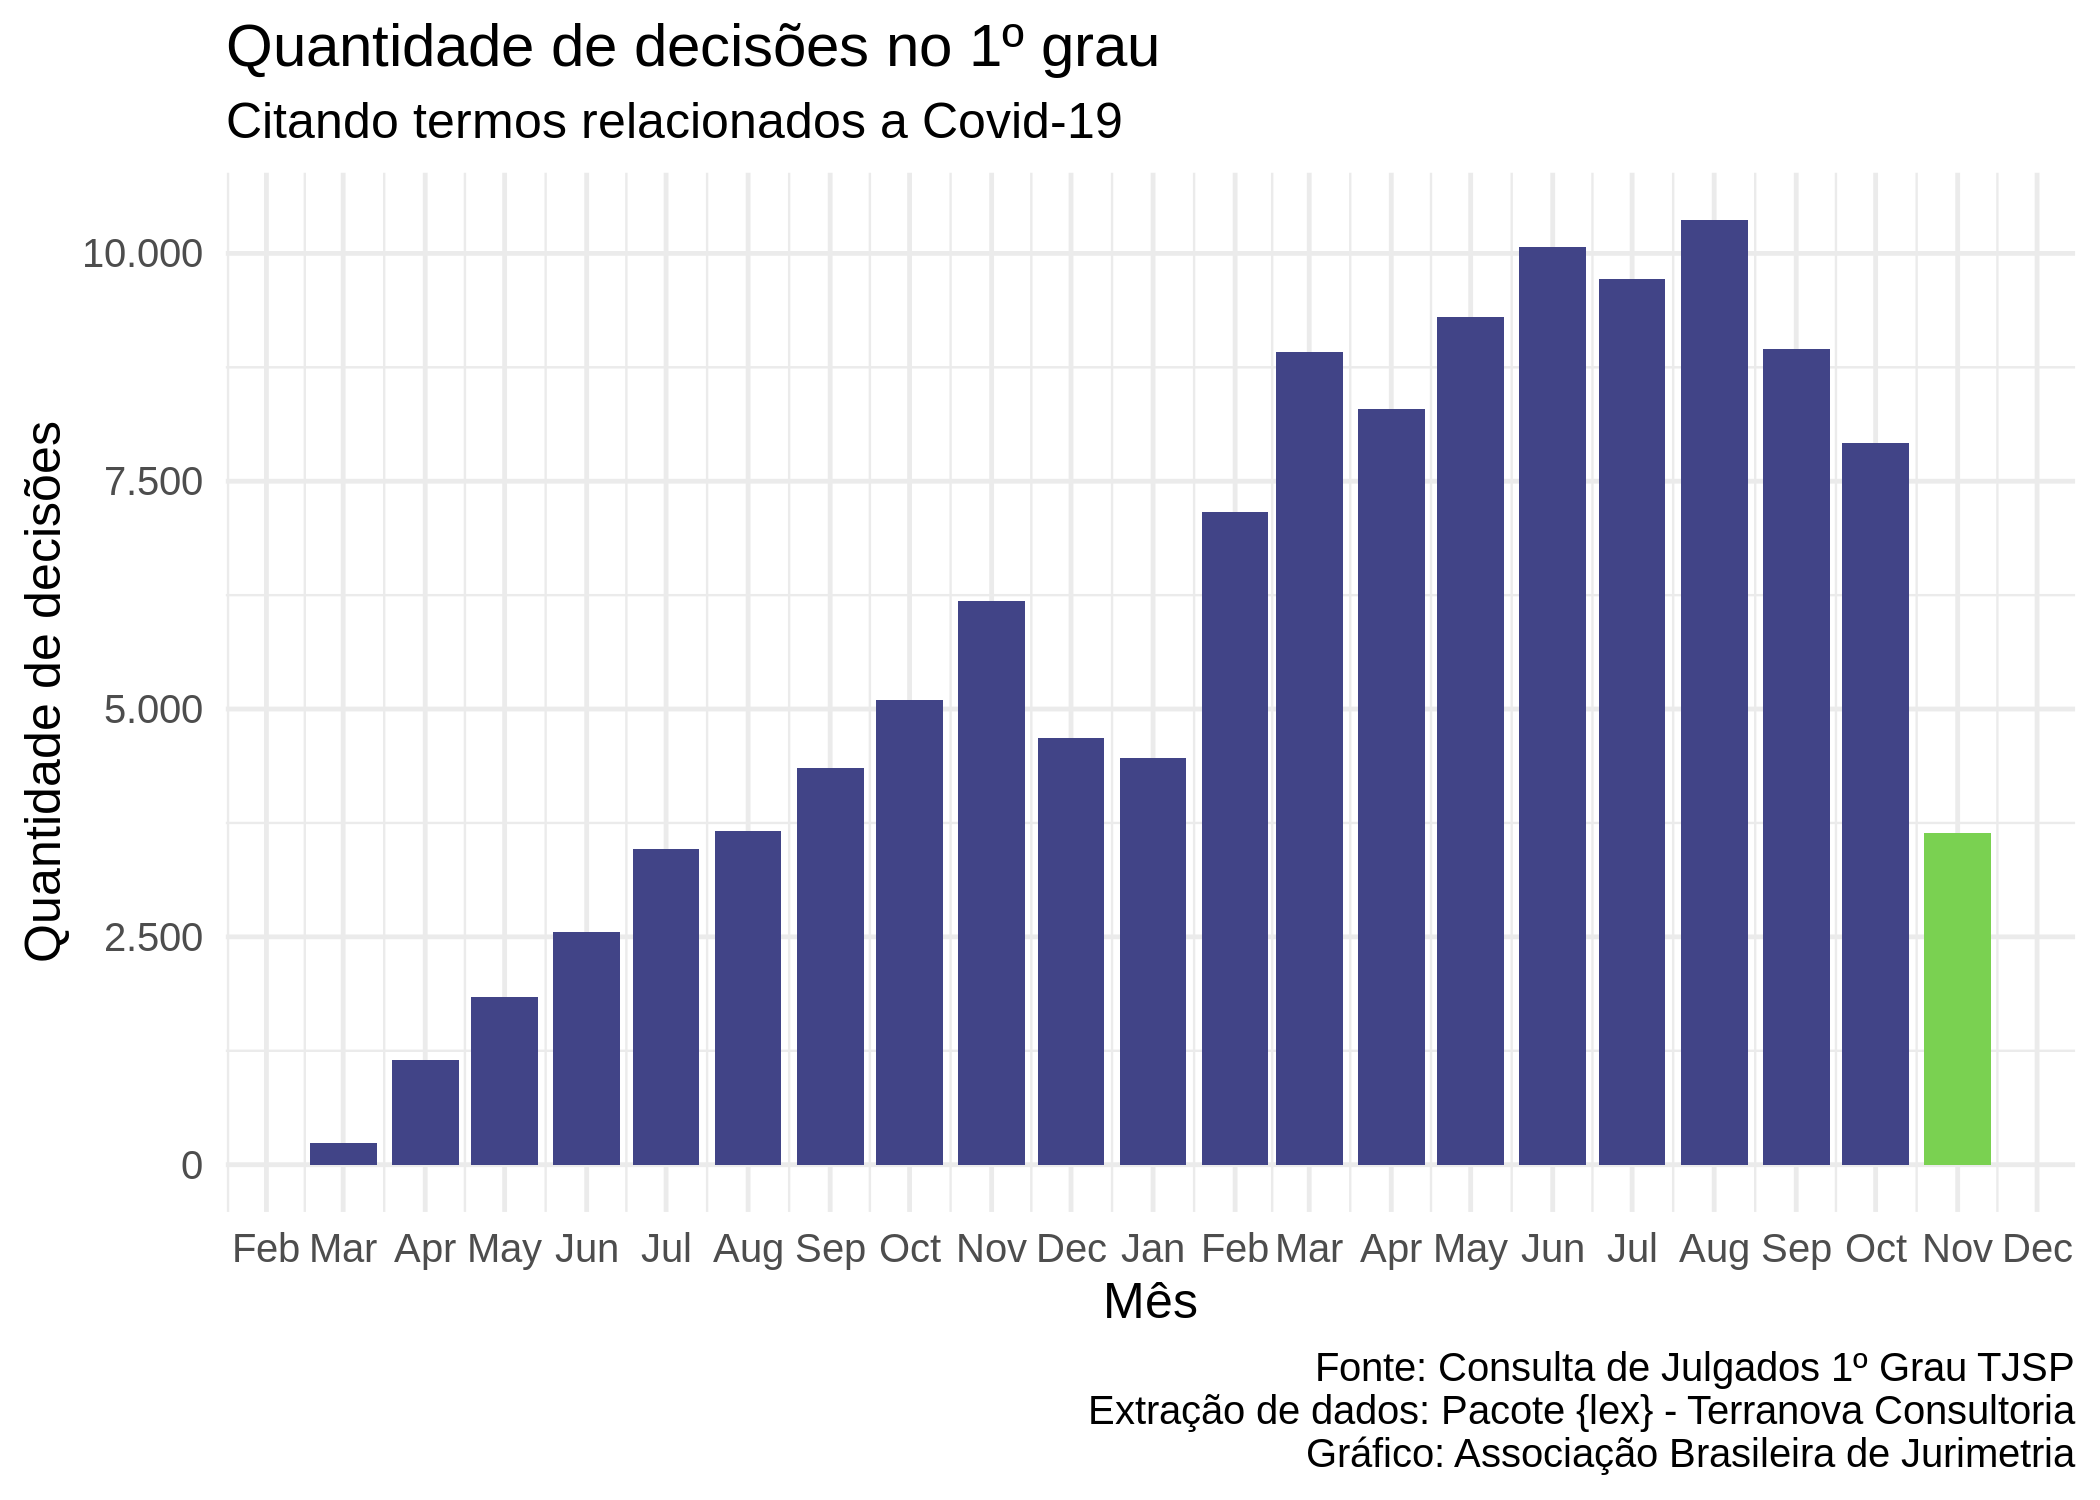 Quantidade de decisões no 1º grau
Citando termos relacionados a Covid-19
Quantidade de decisões
10.000
7.500
5.000
2.500
0
Feb Mar Apr May Jun Jul Aug Sep Oct Nov Dec Jan Feb Mar Apr May Jun Jul Aug Sep Oct Nov Dec
Mês
Fonte: Consulta de Julgados 1º Grau TJSP
Extração de dados: Pacote {lex} - Terranova Consultoria
Gráfico: Associação Brasileira de Jurimetria